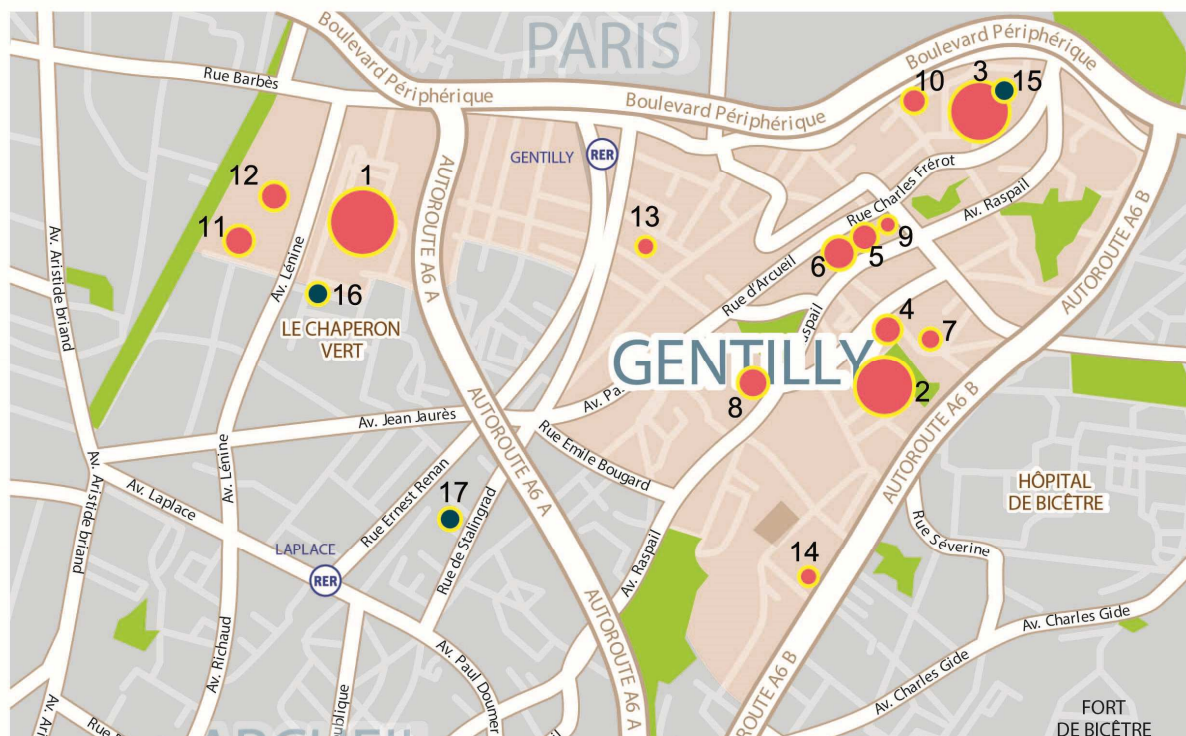 PARIS
Boulevard Périphérique
Boulevard Périphérique
Boulevard Périphérique
Rue Barbès
10
3
15
GENTILLY
RER
AUTOROUTE A6 A
12
1
11
13
Rue Charles Frérot
Av. Raspail
9
5
6
Rue d'Arcueil
AUTOROUTE A6 B
Av. Aristide briand
Av. Lénine
16
LE CHAPERON
VERT
4
7
GENTILLY
2
8
AUTOROUTE A6 A
Av. Jean Jaurès
Rue Emile Bougard
AUTOROUTE A6 B
HÔPITAL
DE BICÊTRE
Av. Aristide briand
Av. Lénine
Av. Laplace
Rue Ernest Renan
17
Rue de Stalingrad
LAPLACE
RER
Rue Séverine
14
Av. Raspail
AUTOROUTE A6 A
Av. Charles Gide
Av. Charles Gide
Av. Richaud
Av. Paul Doumer
AUTOROUTE A6 B
FORT
DE BICÊTRE